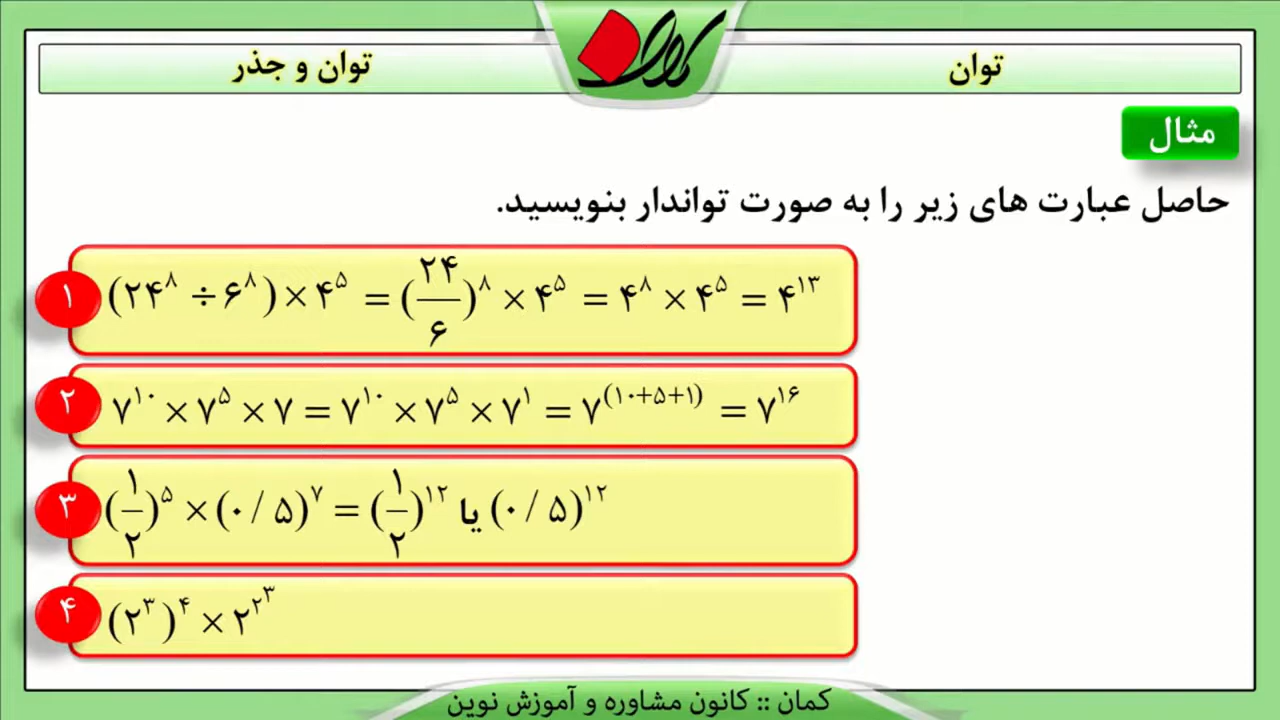 توان
توان و جذر
کمان
مثال
حاصل عبارت های زیر را به صورت تواندار بنویسید.
۱ (۲۴^۸ ÷ ۶^۸) × ۴^۵ = (۲۴/۶)^۸ × ۴^۵ = ۴^۸ × ۴^۵ = ۴^۱۳
۲ ۷^۱۰ × ۷^۵ × ۷ = ۷^۱۰ × ۷^۵ × ۷^۱ = ۷^(۱۰+۵+۱) = ۷^۱۶
۳ (۱/۲)^۵ × (۰/۵)^۷ = (۱/۲)^۱۲ یا (۰/۵)^۱۲
۴ (۲^۳)^۴ × ۲^۲^۳
کمان :: کانون مشاوره و آموزش نوین